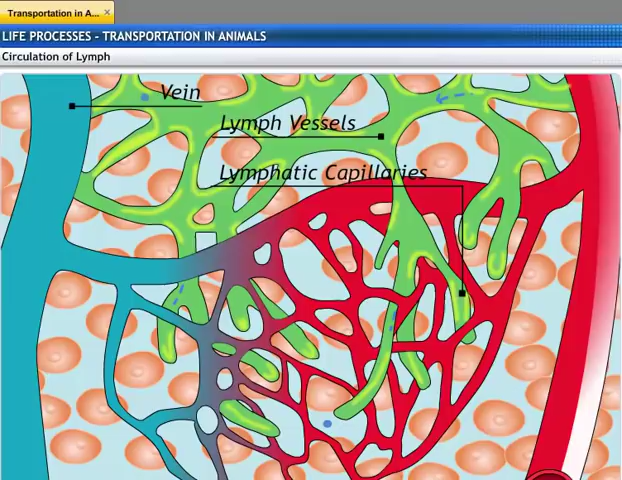 Transportation in A...
LIFE PROCESSES - TRANSPORTATION IN ANIMALS
Circulation of Lymph
Vein
Lymph Vessels
Lymphatic Capillaries